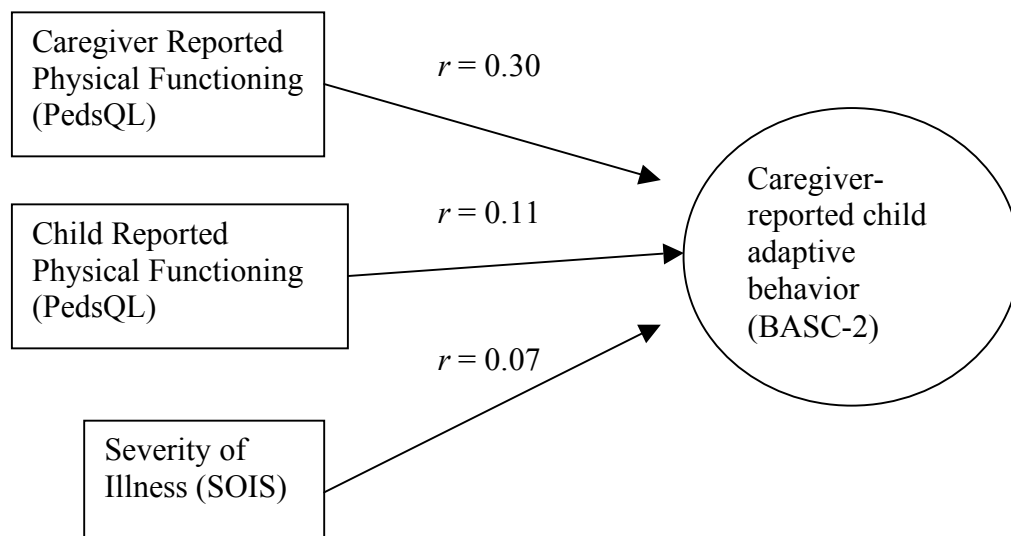 Caregiver Reported
Physical Functioning
(PedsQL)
r = 0.30
Child Reported
Physical Functioning
(PedsQL)
r = 0.11
Caregiver-
reported child
adaptive
behavior
(BASC-2)
r = 0.07
Severity of
Illness (SOIS)